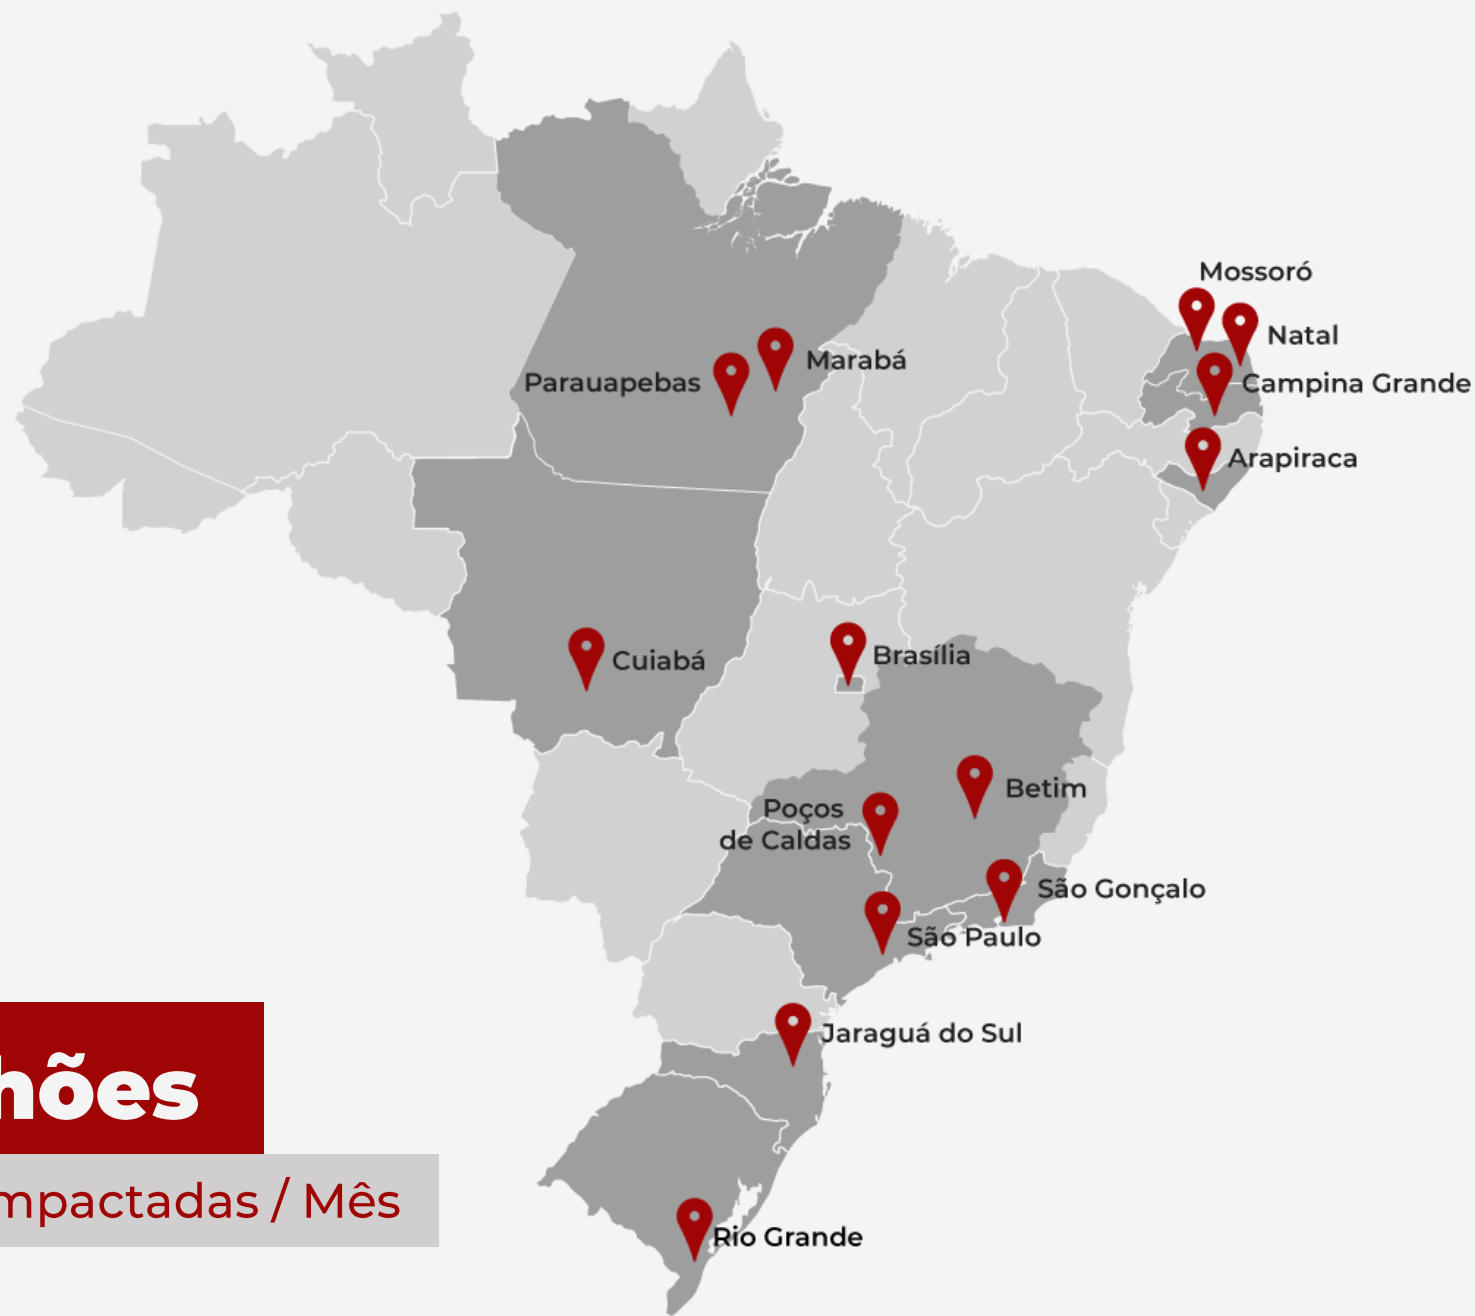 Mossoró
Natal
Marabá
Parauapebas
Campina Grande
Arapiraca
Brasília
Cuiabá
Betim
Poços
de Caldas
São Gonçalo
São Paulo
Jaraguá do Sul
hões
mpactadas / Mês
Rio Grande